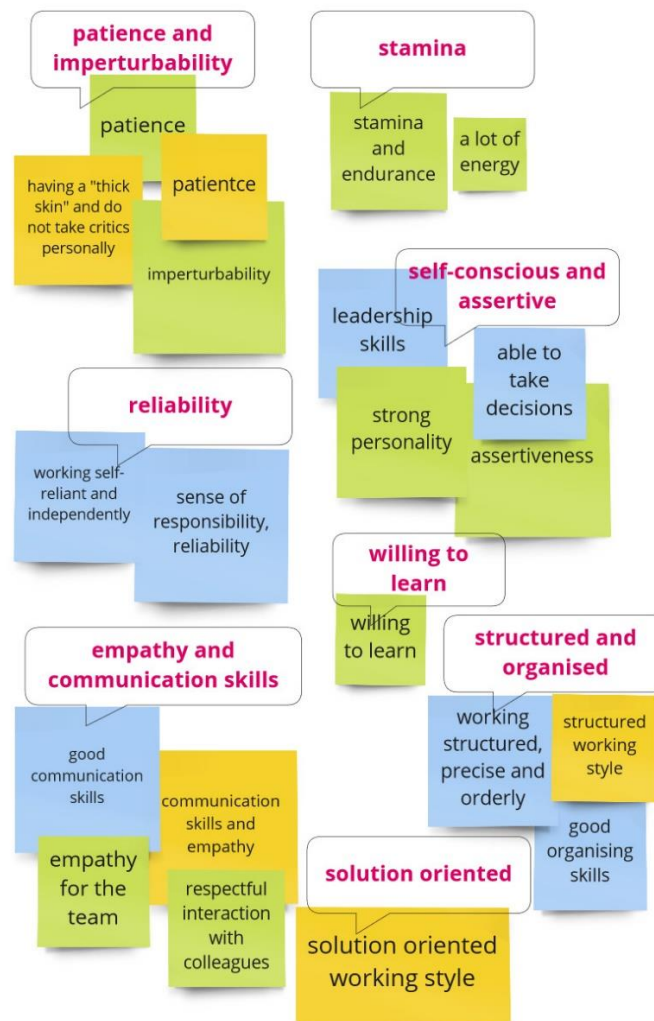 patience and
imperturbability
patience
patientce
having a "thick
skin" and do
not take critics
personally
imperturbability
stamina
stamina
and
endurance
a lot of
energy
self-conscious and
assertive
leadership
skills
able to
take
decisions
strong
personality
assertiveness
reliability
working self-
reliant and
independently
sense of
responsibility,
reliability
willing to
learn
willing
to learn
empathy and
communication skills
good
communication
skills
communication
skills and
empathy
empathy
for the
team
respectful
interaction
with
colleagues
structured and
organised
working
structured,
precise and
orderly
structured
working
style
good
organising
skills
solution oriented
solution oriented
working style